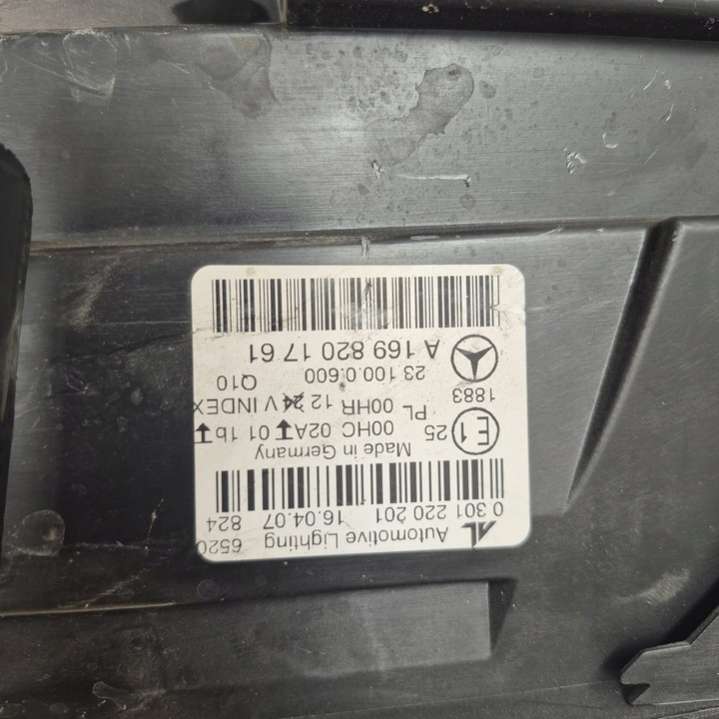 Automotive Lighting 6520
0 301 220 201 16.04.07 824
Made in Germany
E1 25 00HC 02A 01 1b
1883 PL 00HR 12 24 V INDEX
23.100.0.600 Q10
A 169 820 17 61